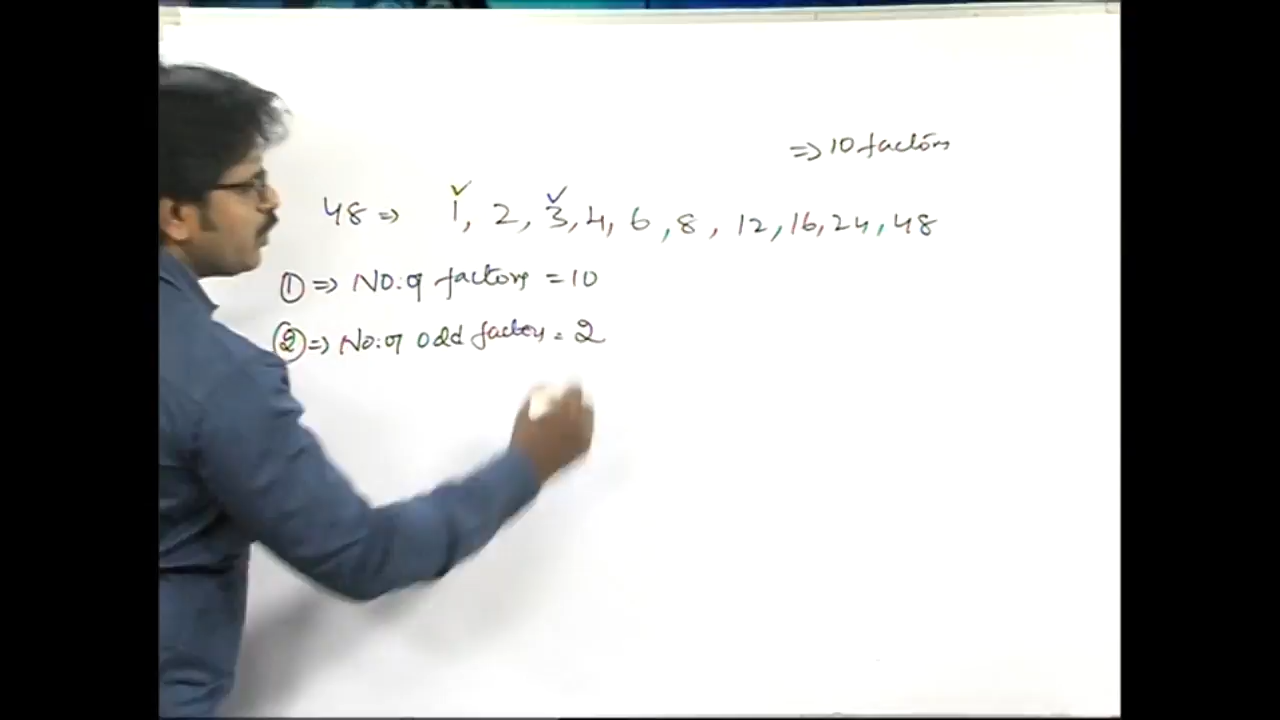 ⇒ 10 factors
48 ⇒ 1, 2, 3, 4, 6, 8, 12, 16, 24, 48
① ⇒ No: of factors = 10
② ⇒ No: of odd factors = 2